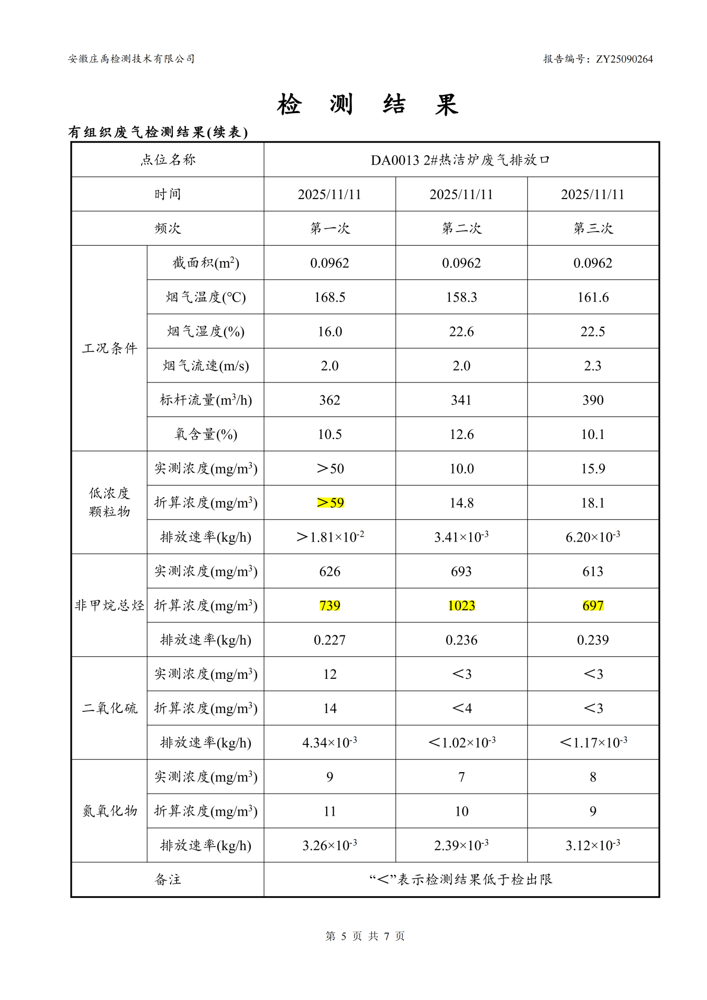 安徽庄禹检测技术有限公司 报告编号：ZY25090264
检 测 结 果
有组织废气检测结果(续表)
点位名称 DA0013 2#热洁炉废气排放口
时间 2025/11/11 2025/11/11 2025/11/11
频次 第一次 第二次 第三次
工况条件
截面积(m²) 0.0962 0.0962 0.0962
烟气温度(℃) 168.5 158.3 161.6
烟气湿度(%) 16.0 22.6 22.5
烟气流速(m/s) 2.0 2.0 2.3
标杆流量(m³/h) 362 341 390
氧含量(%) 10.5 12.6 10.1
低浓度
颗粒物
实测浓度(mg/m³) ＞50 10.0 15.9
折算浓度(mg/m³) ＞59 14.8 18.1
排放速率(kg/h) ＞1.81×10⁻² 3.41×10⁻³ 6.20×10⁻³
非甲烷总烃
实测浓度(mg/m³) 626 693 613
折算浓度(mg/m³) 739 1023 697
排放速率(kg/h) 0.227 0.236 0.239
二氧化硫
实测浓度(mg/m³) 12 ＜3 ＜3
折算浓度(mg/m³) 14 ＜4 ＜3
排放速率(kg/h) 4.34×10⁻³ ＜1.02×10⁻³ ＜1.17×10⁻³
氮氧化物
实测浓度(mg/m³) 9 7 8
折算浓度(mg/m³) 11 10 9
排放速率(kg/h) 3.26×10⁻³ 2.39×10⁻³ 3.12×10⁻³
备注 “＜”表示检测结果低于检出限
第 5 页 共 7 页